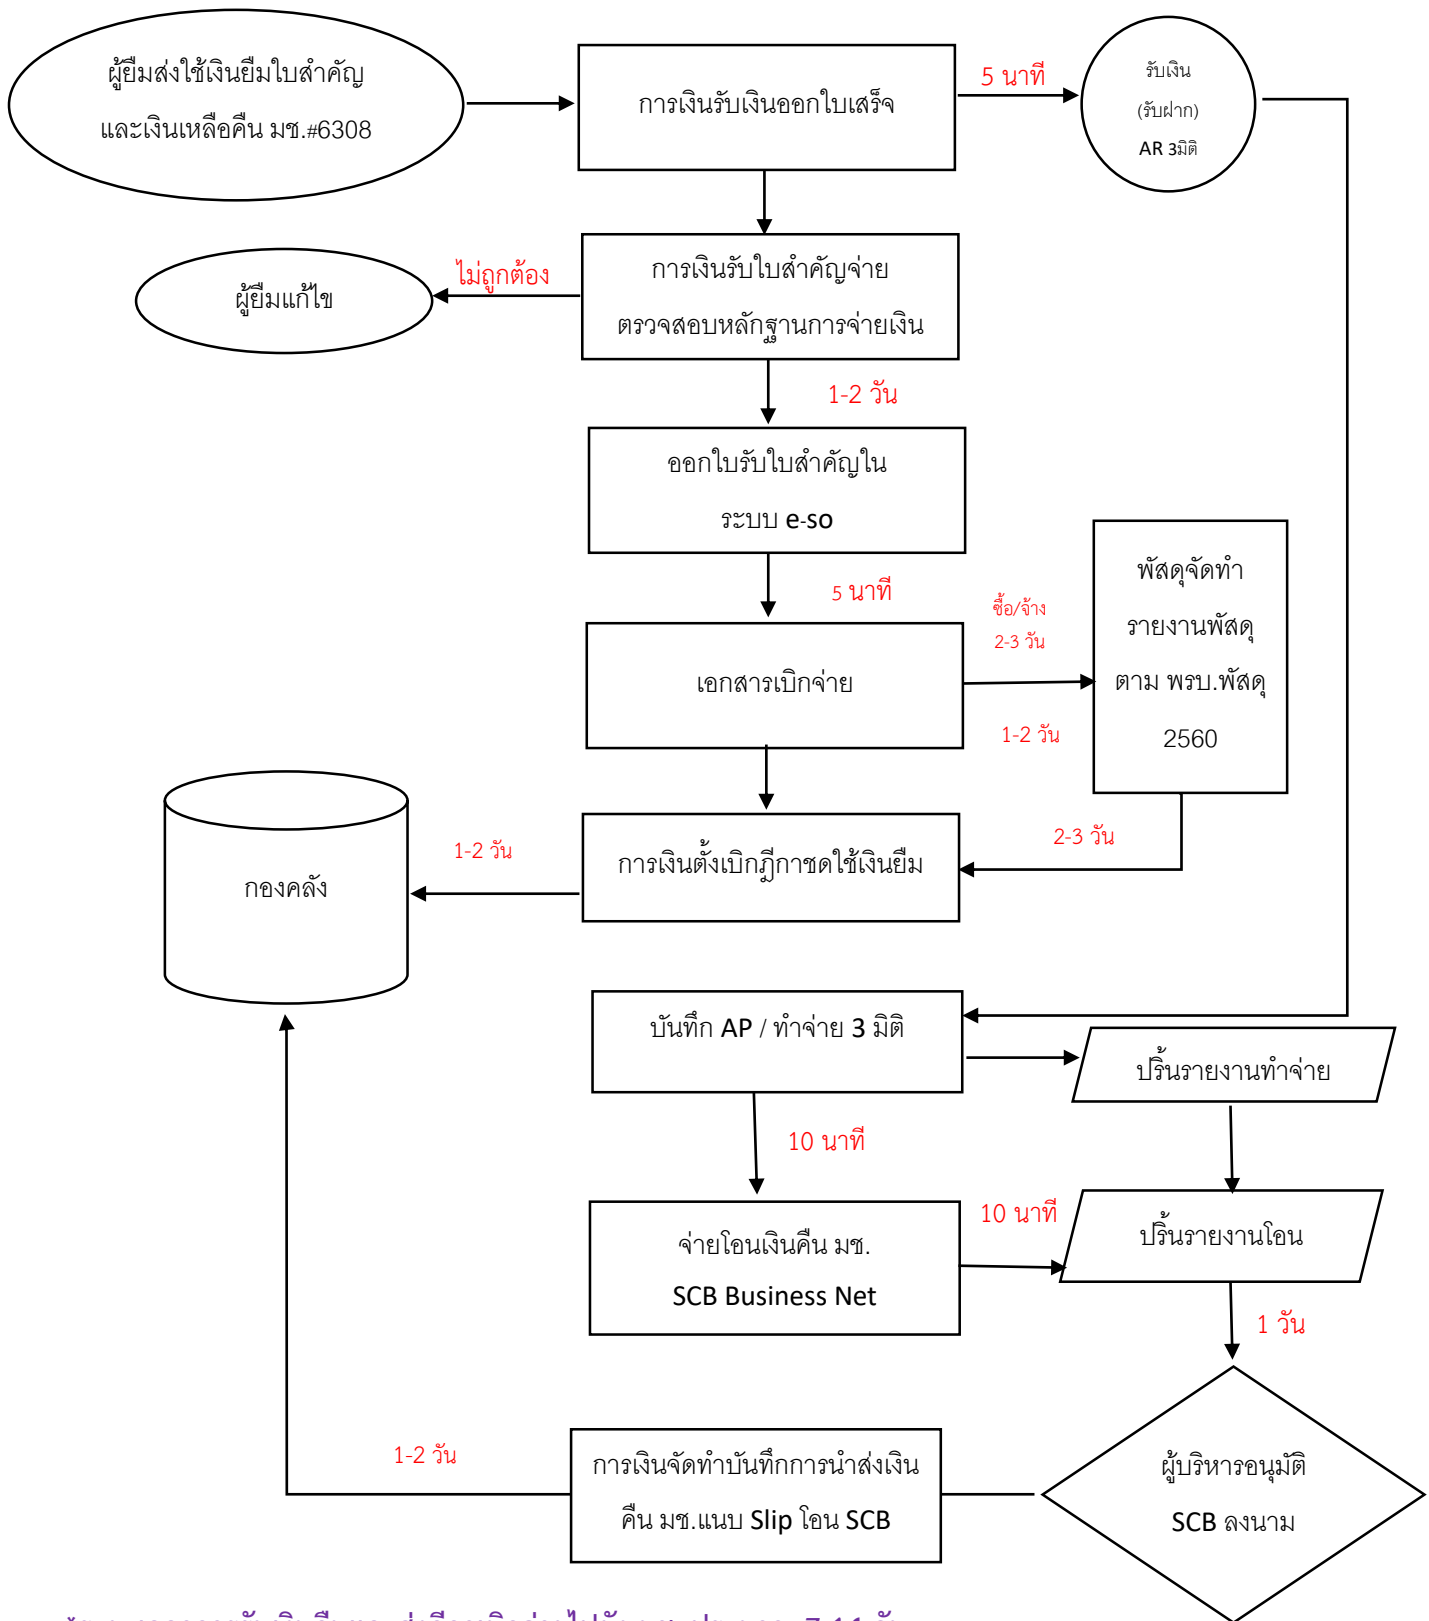 ผู้ยืมส่งใช้เงินยืมใบสำคัญ
และเงินเหลือคืน มช.#6308
การเงินรับเงินออกใบเสร็จ
5 นาที
รับเงิน
(รับฝาก)
AR 3มิติ
การเงินรับใบสำคัญจ่าย
ตรวจสอบหลักฐานการจ่ายเงิน
ไม่ถูกต้อง
ผู้ยืมแก้ไข
1-2 วัน
ออกใบรับใบสำคัญใน
ระบบ e-so
5 นาที
เอกสารเบิกจ่าย
ซื้อ/จ้าง
2-3 วัน
1-2 วัน
พัสดุจัดทำ
รายงานพัสดุ
ตาม พรบ.พัสดุ
2560
2-3 วัน
การเงินตั้งเบิกฎีกาชดใช้เงินยืม
1-2 วัน
กองคลัง
บันทึก AP / ทำจ่าย 3 มิติ
ปริ้นรายงานทำจ่าย
10 นาที
จ่ายโอนเงินคืน มช.
SCB Business Net
10 นาที
ปริ้นรายงานโอน
1 วัน
ผู้บริหารอนุมัติ
SCB ลงนาม
การเงินจัดทำบันทึกการนำส่งเงิน
คืน มช.แนบ Slip โอน SCB
1-2 วัน